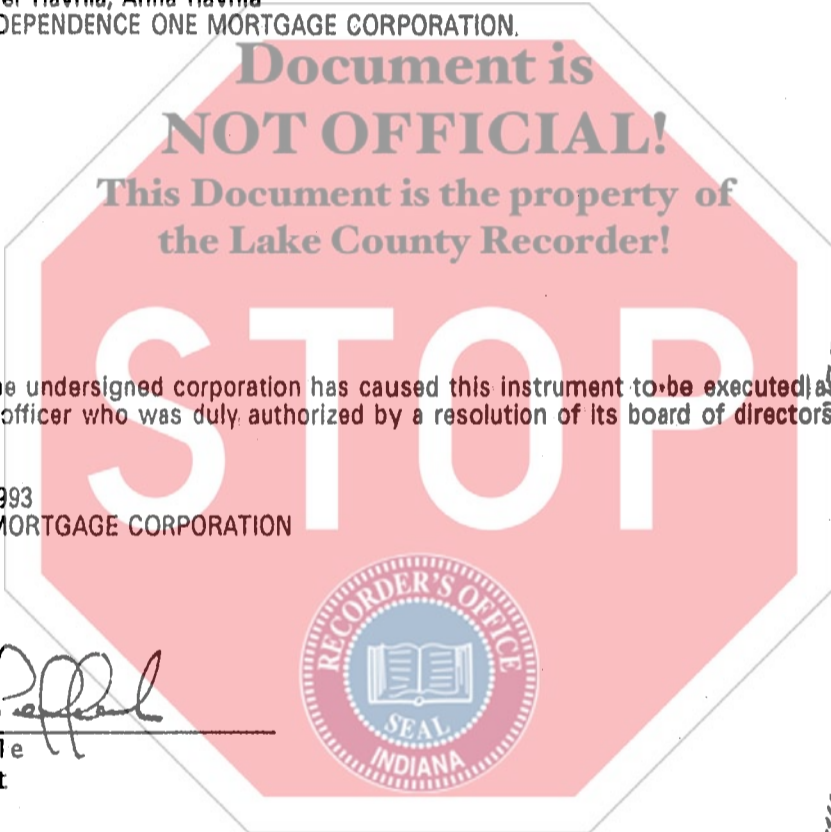 DEPENDENCE ONE MORTGAGE CORPORATION.
Document is
NOT OFFICIAL!
This Document is the property of
the Lake County Recorder!
STOP
e undersigned corporation has caused this instrument to be executed
officer who was duly authorized by a resolution of its board of directors
993
MORTGAGE CORPORATION
RECORDER'S OFFICE
SEAL
INDIANA
le
t